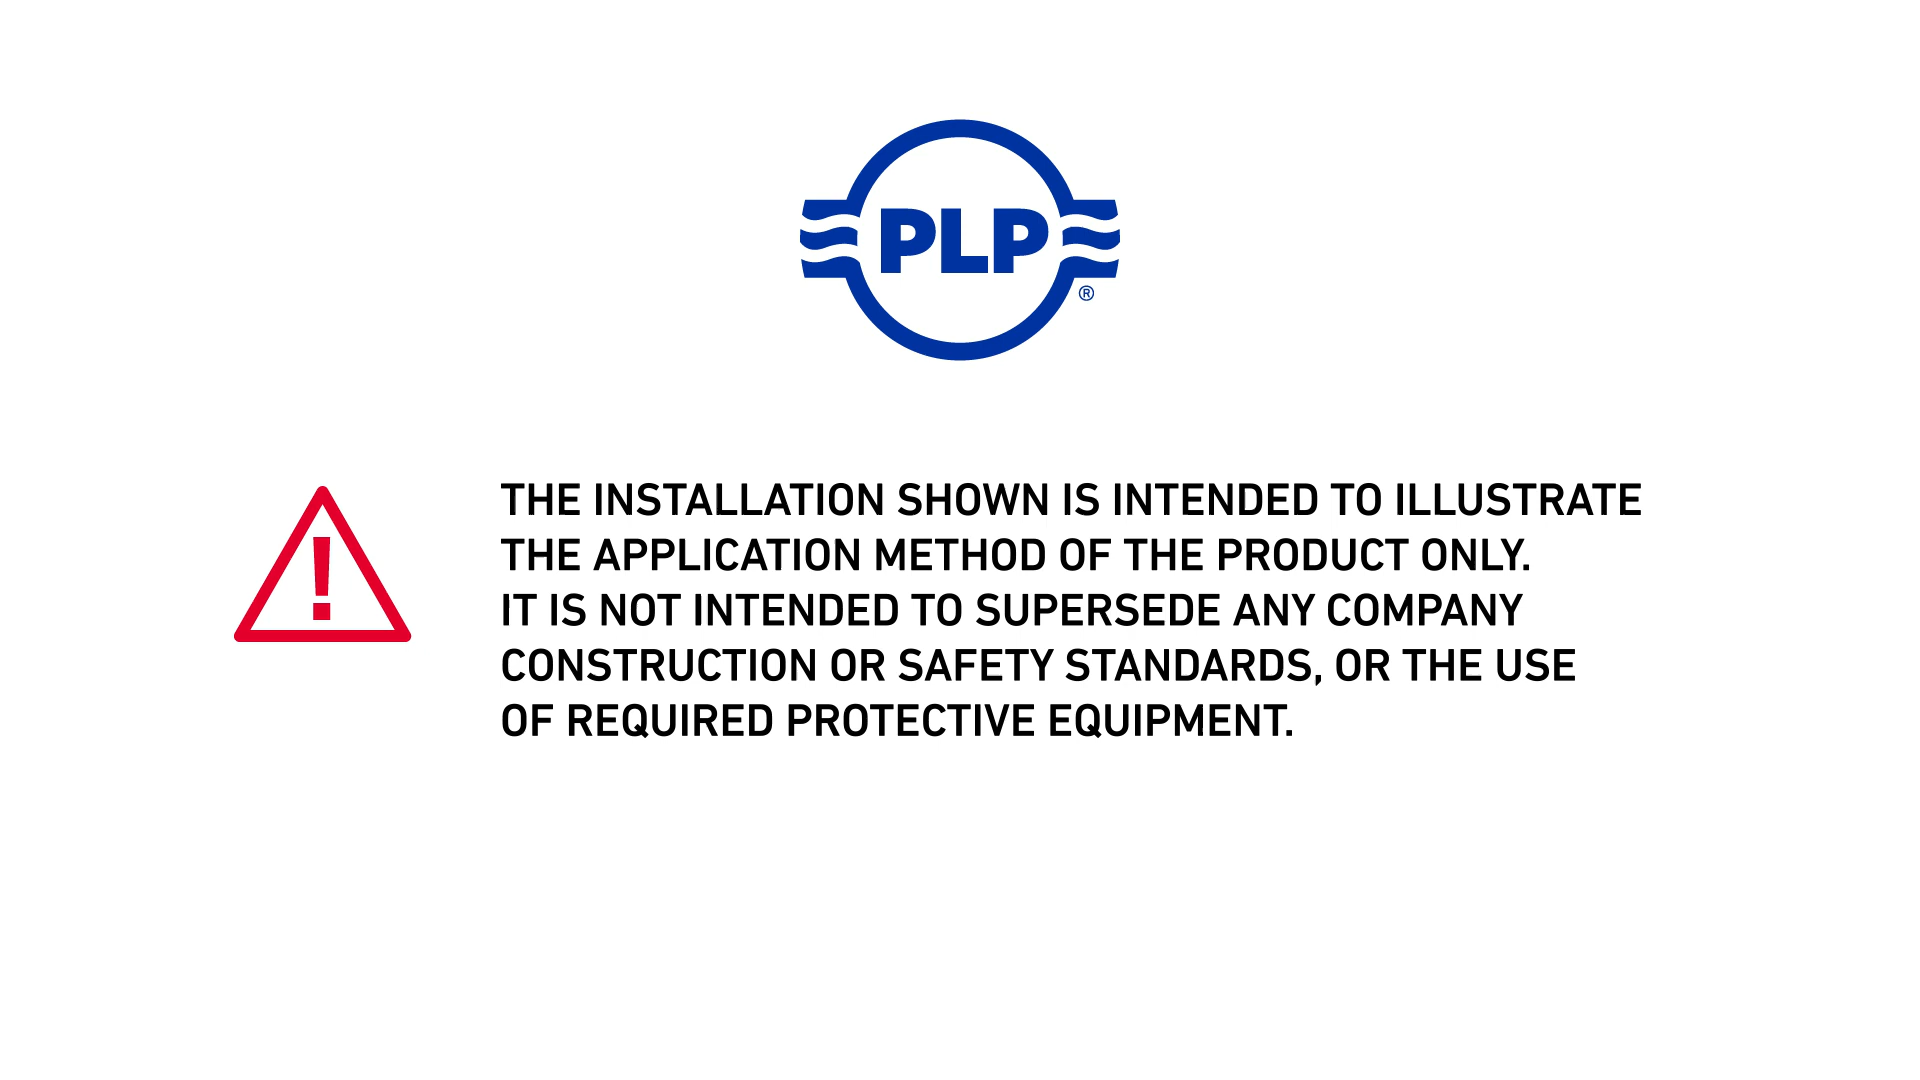 PLP
®
THE INSTALLATION SHOWN IS INTENDED TO ILLUSTRATE
THE APPLICATION METHOD OF THE PRODUCT ONLY.
IT IS NOT INTENDED TO SUPERSEDE ANY COMPANY
CONSTRUCTION OR SAFETY STANDARDS, OR THE USE
OF REQUIRED PROTECTIVE EQUIPMENT.